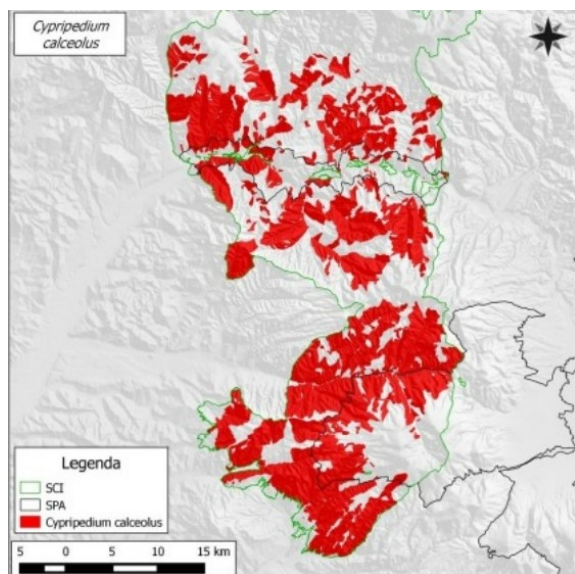 Cypripedium
calceolus
Legenda
SCI
SPA
Cypripedium calceolus
5 0 5 10 15 km